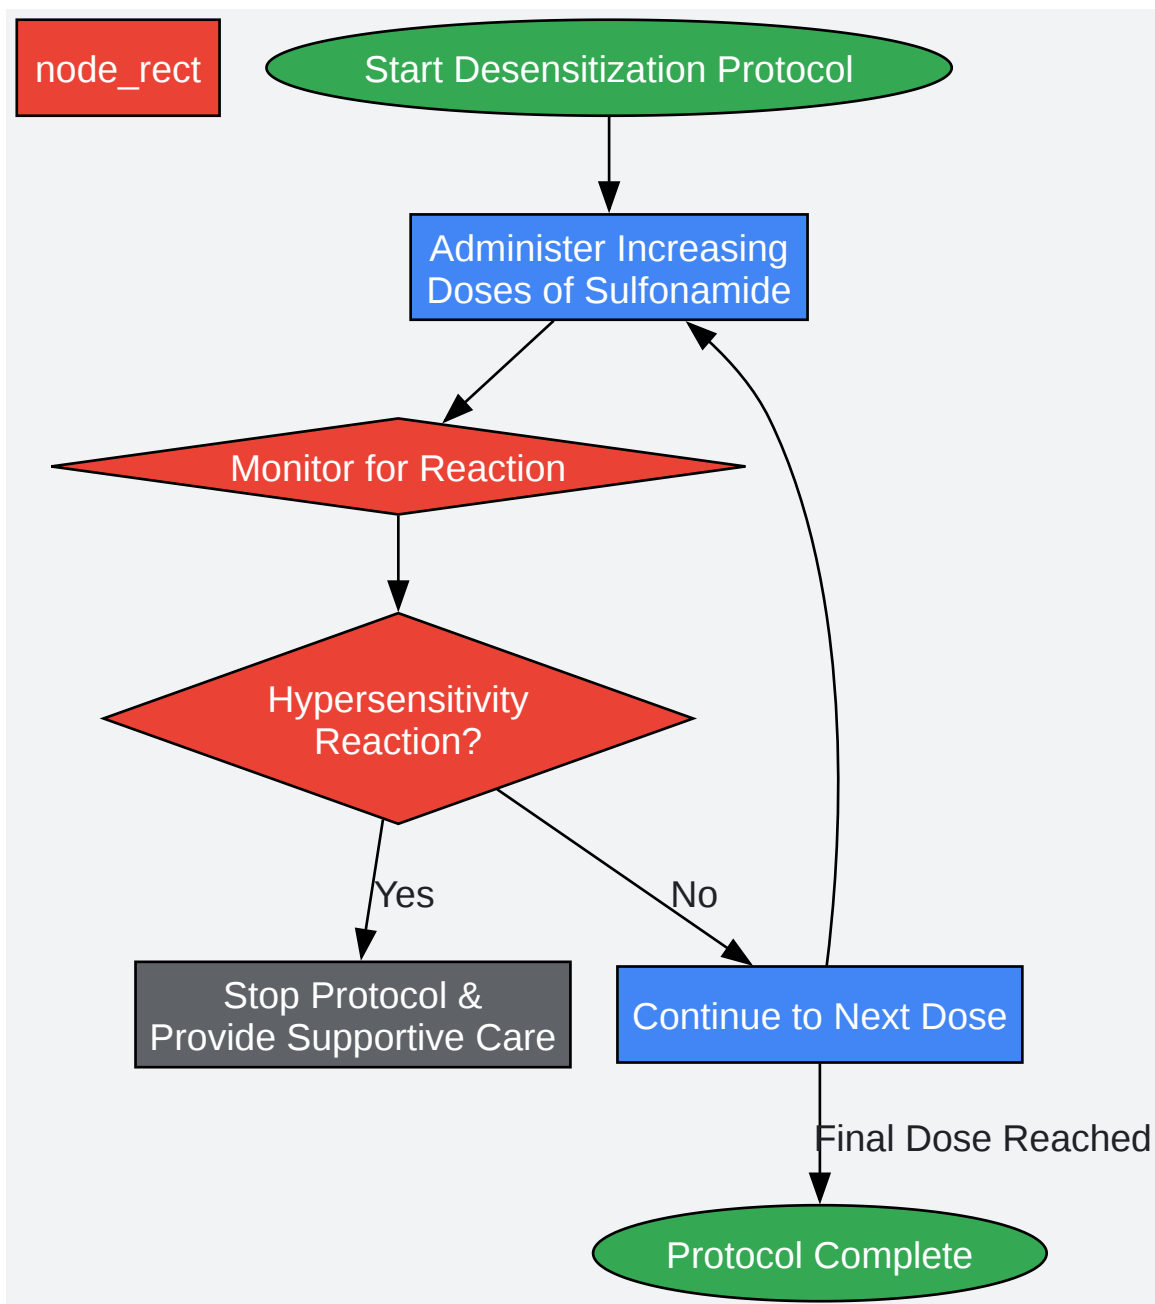 node_rect
Start Desensitization Protocol
Administer Increasing
Doses of Sulfonamide
Monitor for Reaction
Hypersensitivity
Reaction?
Yes
No
Stop Protocol &
Provide Supportive Care
Continue to Next Dose
Final Dose Reached
Protocol Complete